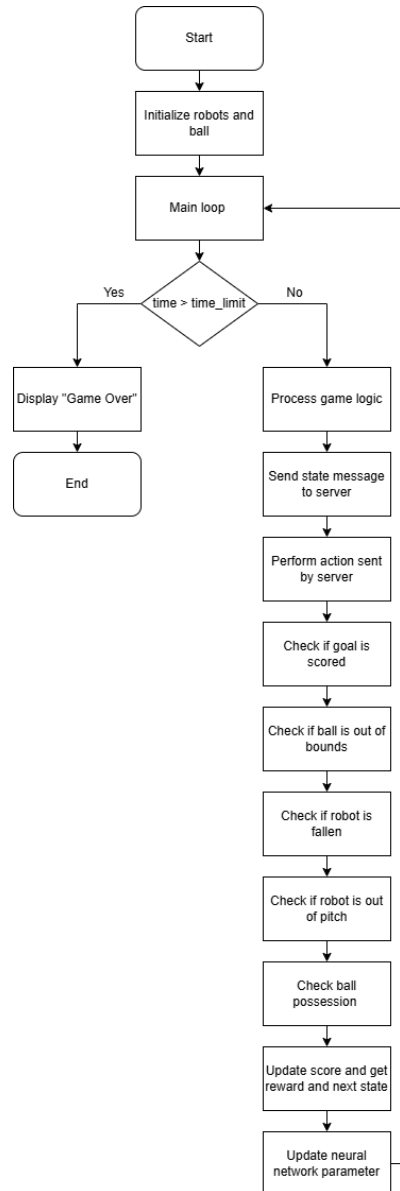 Start
Initialize robots and
ball
Main loop
time > time_limit
Yes
No
Display "Game Over"
End
Process game logic
Send state message
to server
Perform action sent
by server
Check if goal is
scored
Check if ball is out of
bounds
Check if robot is
fallen
Check if robot is out
of pitch
Check ball
possession
Update score and get
reward and next state
Update neural
network parameter